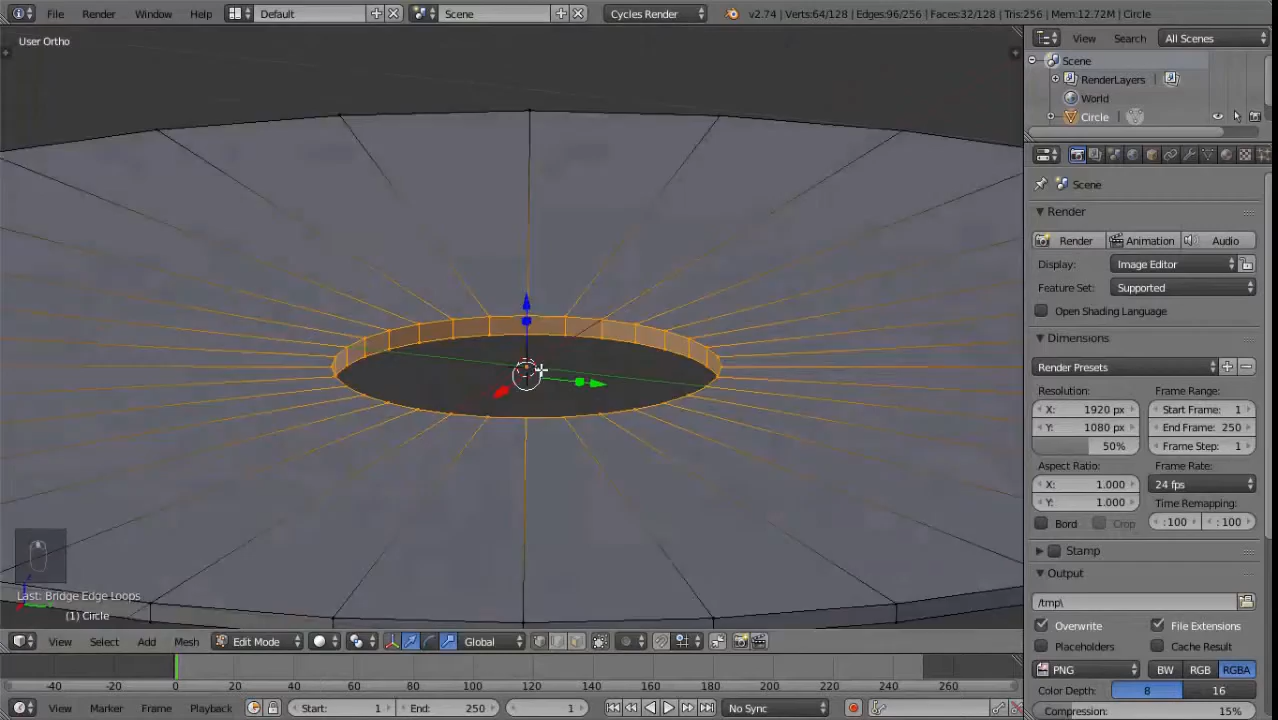 File Render Window Help Default Scene Cycles Render v2.74 | Verts:64/128 | Edges:96/256 | Faces:32/128 | Tris:256 | Mem:12.72M | Circle
User Ortho
View Search All Scenes
Scene
RenderLayers
World
Circle
Scene
Render
Render Animation Audio
Display: Image Editor
Feature Set: Supported
Open Shading Language
Dimensions
Render Presets
Resolution: Frame Range:
X: 1920 px Start Frame: 1
Y: 1080 px End Frame: 250
50% Frame Step: 1
Aspect Ratio: Frame Rate:
X: 1.000 24 fps
Y: 1.000 Time Remapping:
Bord Crop :100 :100
Stamp
Output
/tmp\
Overwrite File Extensions
Placeholders Cache Result
PNG BW RGB RGBA
Color Depth: 8 16
Compression: 15%
Last: Bridge Edge Loops
(1) Circle
View Select Add Mesh Edit Mode Global
-40 -20 0 20 40 60 80 100 120 140 160 180 200 220 240 260
View Marker Frame Playback Start: 1 End: 250 1 No Sync